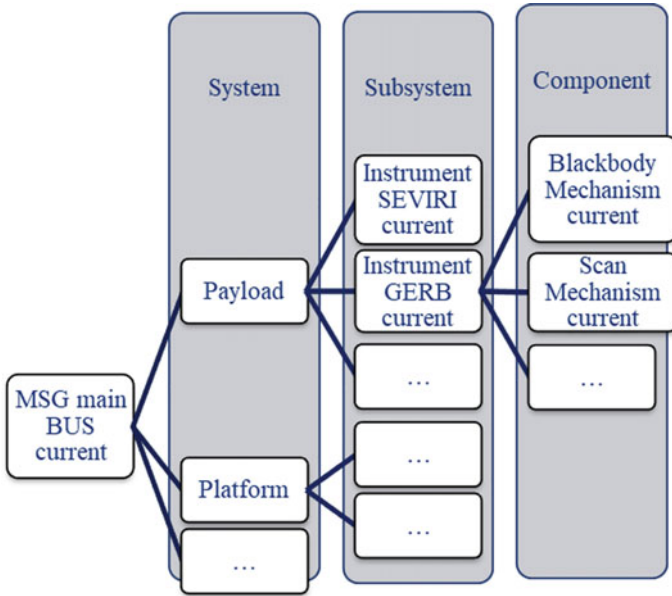 System
Subsystem
Component
Instrument
SEVIRI
current
Blackbody
Mechanism
current
Payload
Instrument
GERB
current
Scan
Mechanism
current
…
…
MSG main
BUS
current
Platform
…
…
…